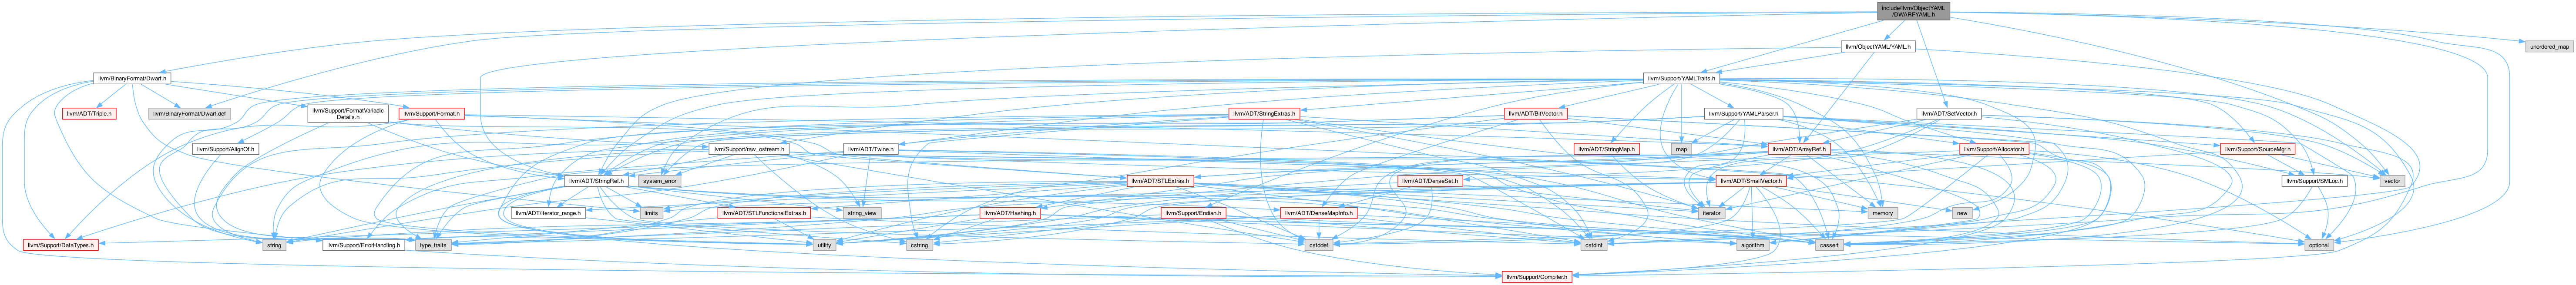 include/llvm/ObjectYAML
/DWARFYAML.h
llvm/ObjectYAML/YAML.h
unordered_map
llvm/BinaryFormat/Dwarf.h
llvm/Support/YAMLTraits.h
llvm/ADT/Triple.h
llvm/BinaryFormat/Dwarf.def
llvm/Support/FormatVariadic
Details.h
llvm/Support/Format.h
llvm/ADT/StringExtras.h
llvm/ADT/BitVector.h
llvm/Support/YAMLParser.h
llvm/ADT/SetVector.h
llvm/Support/AlignOf.h
llvm/Support/raw_ostream.h
llvm/ADT/Twine.h
llvm/ADT/StringMap.h
map
llvm/ADT/ArrayRef.h
llvm/Support/Allocator.h
llvm/Support/SourceMgr.h
llvm/ADT/StringRef.h
system_error
llvm/ADT/STLExtras.h
llvm/ADT/DenseSet.h
llvm/ADT/SmallVector.h
llvm/Support/SMLoc.h
vector
llvm/ADT/iterator_range.h
limits
llvm/ADT/STLFunctionalExtras.h
string_view
llvm/ADT/Hashing.h
llvm/Support/Endian.h
llvm/ADT/DenseMapInfo.h
iterator
memory
new
llvm/Support/DataTypes.h
string
llvm/Support/ErrorHandling.h
type_traits
utility
cstring
cstddef
cstdint
algorithm
cassert
optional
llvm/Support/Compiler.h